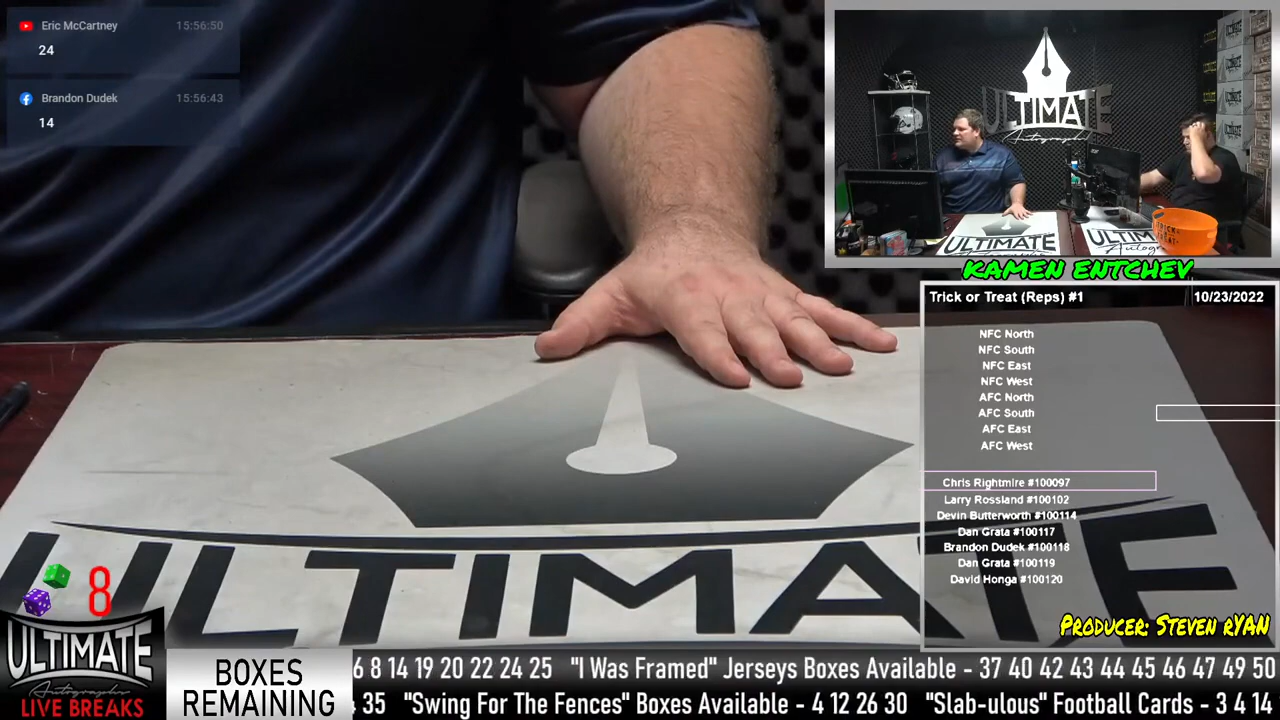 Eric McCartney 15:56:50
24
Brandon Dudek 15:56:43
14
ULTIMATE
ULTIMATE
KAMEN ENTCHEV
Trick or Treat (Reps) #1 10/23/2022
NFC North
NFC South
NFC East
NFC West
AFC North
AFC South
AFC East
AFC West
Chris Rightmire #100097
Larry Rossland #100102
Devin Butterworth #100114
Dan Grata #100117
Brandon Dudek #100118
Dan Grata #100119
David Honga #100120
Producer: Steven rYAN
ULTIMATE
8
ULTIMATE
Autographs
LIVE BREAKS
BOXES
REMAINING
6 8 14 19 20 22 24 25 "I Was Framed" Jerseys Boxes Available - 37 40 42 43 44 45 46 47 49 50
35 "Swing For The Fences" Boxes Available - 4 12 26 30 "Slab-ulous" Football Cards - 3 4 14